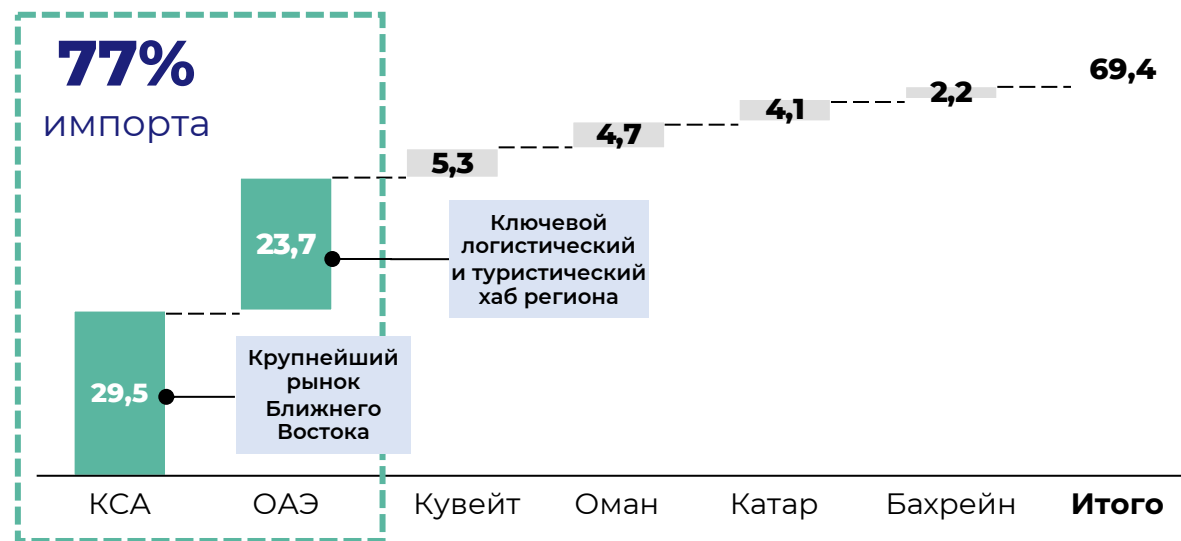 77%
импорта
69,4
2,2
4,1
4,7
5,3
23,7
Ключевой
логистический
и туристический
хаб региона
29,5
Крупнейший
рынок
Ближнего
Востока
КСА
ОАЭ
Кувейт
Оман
Катар
Бахрейн
Итого